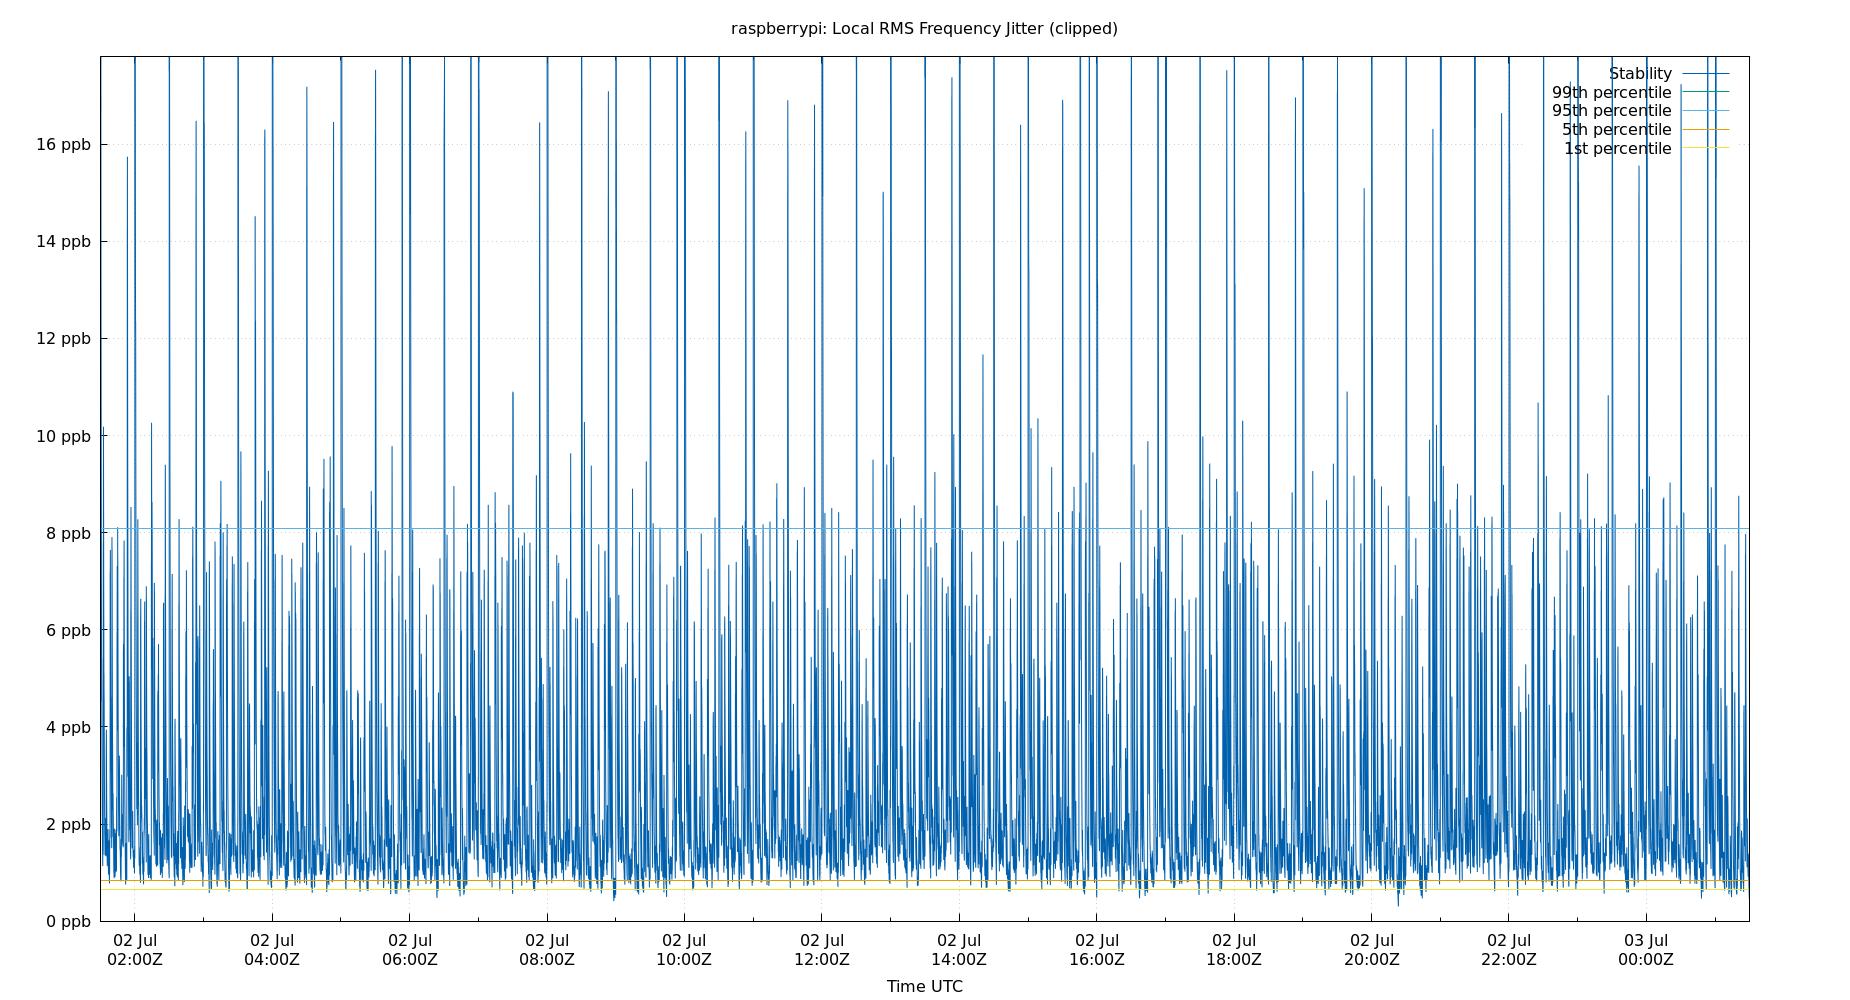 raspberrypi: Local RMS Frequency Jitter (clipped)
Stability
99th percentile
95th percentile
5th percentile
1st percentile
16 ppb
14 ppb
12 ppb
10 ppb
8 ppb
6 ppb
4 ppb
2 ppb
0 ppb
02 Jul 02 Jul 02 Jul 02 Jul 02 Jul 02 Jul 02 Jul 02 Jul 02 Jul 02 Jul 02 Jul 03 Jul
02:00Z 04:00Z 06:00Z 08:00Z 10:00Z 12:00Z 14:00Z 16:00Z 18:00Z 20:00Z 22:00Z 00:00Z
Time UTC